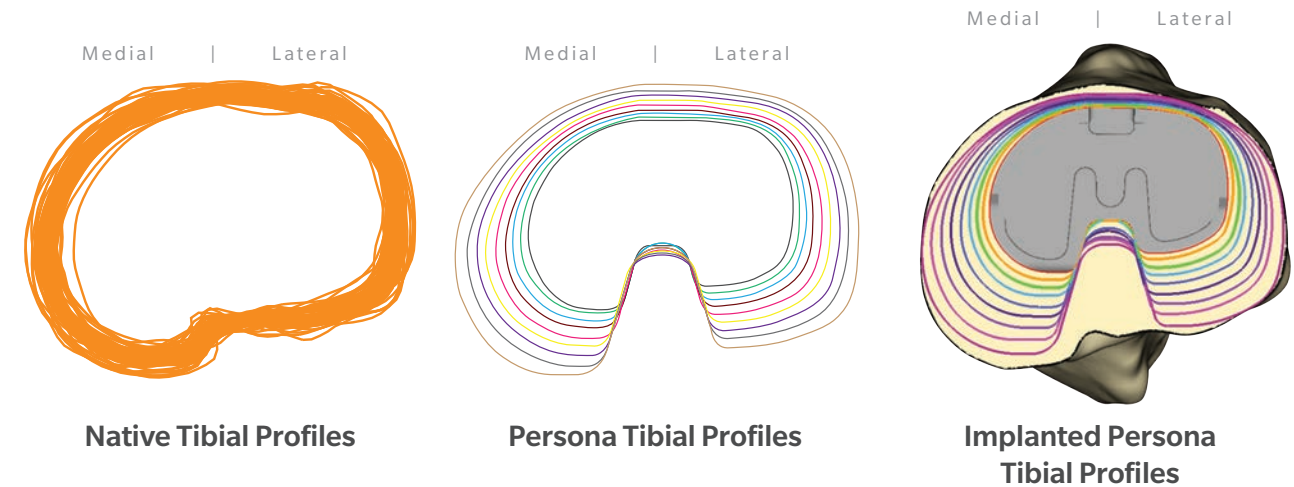 Medial | Lateral
Medial | Lateral
Medial | Lateral
Native Tibial Profiles
Persona Tibial Profiles
Implanted Persona
Tibial Profiles